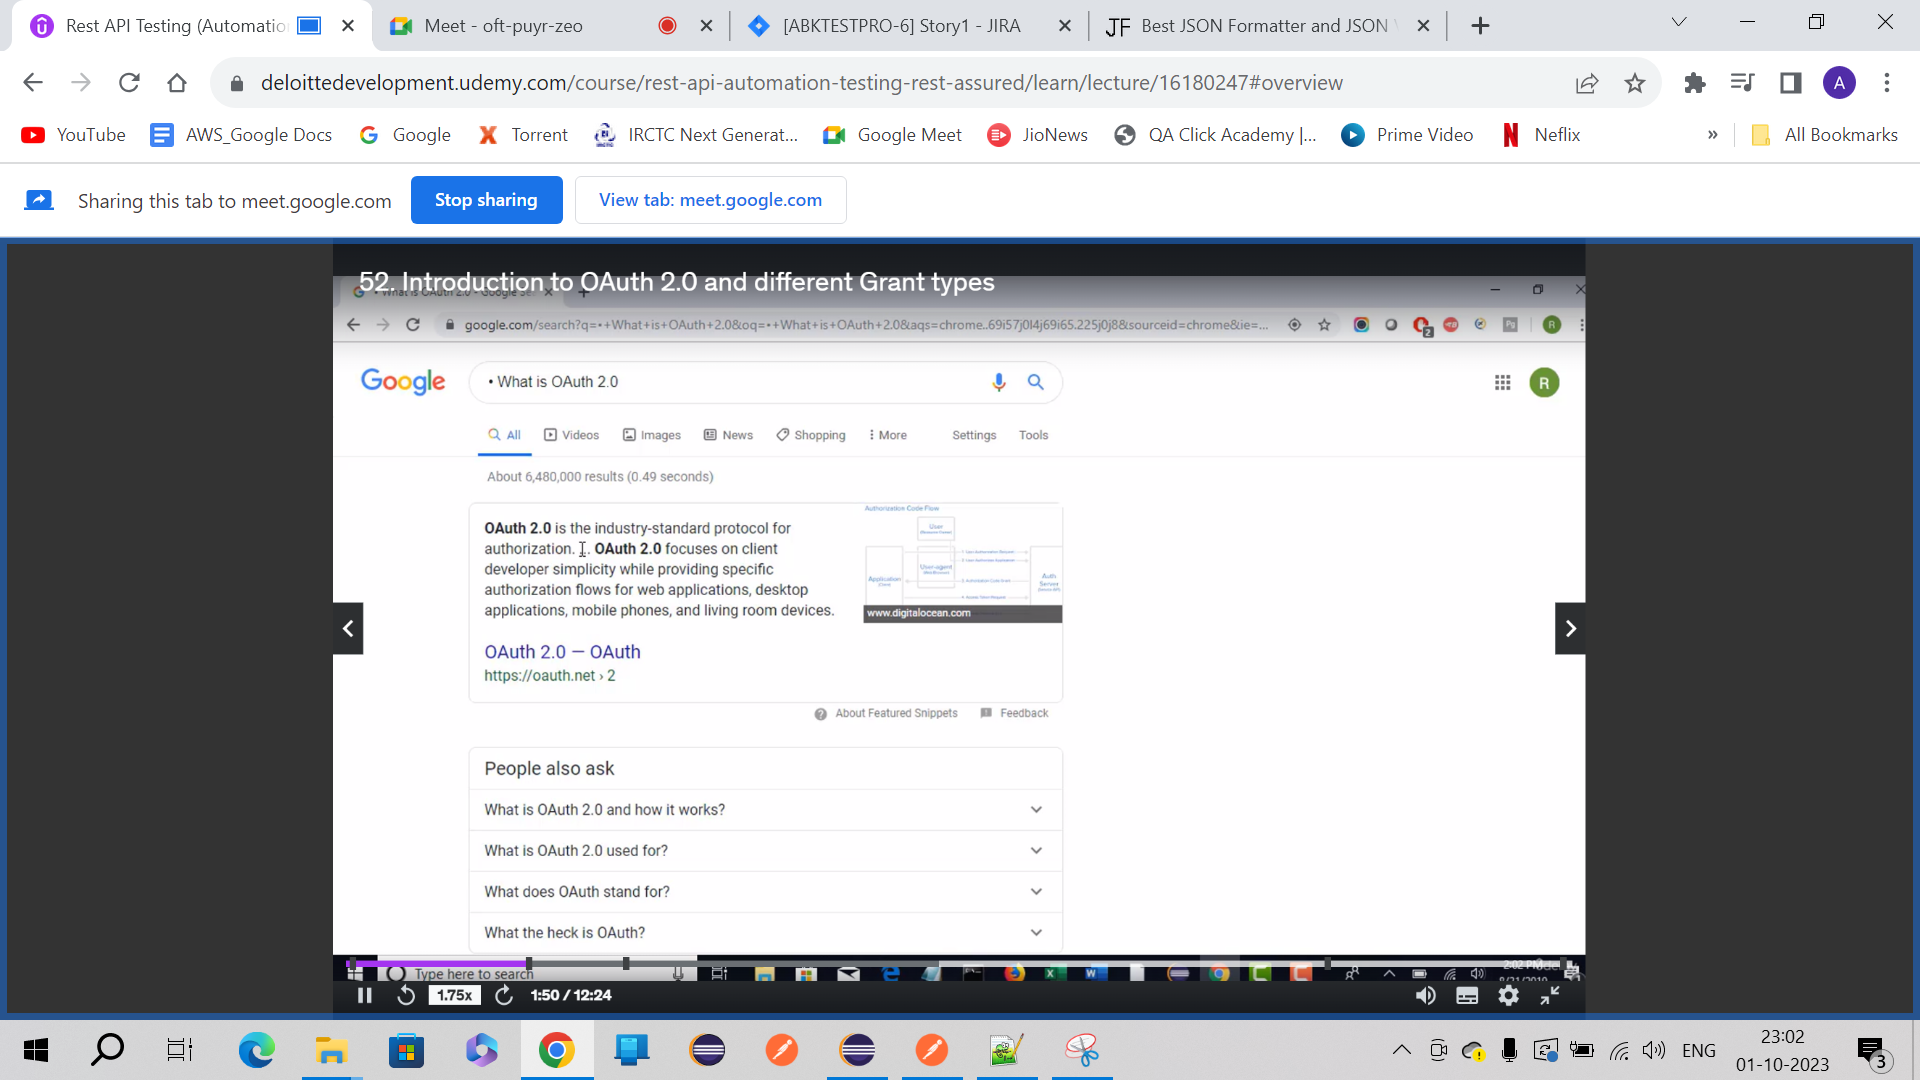 Rest API Testing (Automatio
Meet - oft-puyr-zeo
[ABKTESTPRO-6] Story1 - JIRA
JF Best JSON Formatter and JSON
deloittedevelopment.udemy.com/course/rest-api-automation-testing-rest-assured/learn/lecture/16180247#overview
A
YouTube AWS_Google Docs Google Torrent IRCTC Next Generat... Google Meet JioNews QA Click Academy |... Prime Video Neflix » All Bookmarks
Sharing this tab to meet.google.com Stop sharing View tab: meet.google.com
52. Introduction to OAuth 2.0 and different Grant types
google.com/search?q=•+What+is+OAuth+2.0&oq=•+What+is+OAuth+2.0&aqs=chrome..69i57j0l4j69i65.225j0j8&sourceid=chrome&ie=...
2
R
Google • What is OAuth 2.0
R
All Videos Images News Shopping More Settings Tools
About 6,480,000 results (0.49 seconds)
OAuth 2.0 is the industry-standard protocol for
authorization. OAuth 2.0 focuses on client
developer simplicity while providing specific
authorization flows for web applications, desktop
applications, mobile phones, and living room devices.
Authorization Code Flow
User
User-agent
Application
Auth
Server
www.digitalocean.com
OAuth 2.0 — OAuth
https://oauth.net › 2
About Featured Snippets Feedback
People also ask
What is OAuth 2.0 and how it works?
What is OAuth 2.0 used for?
What does OAuth stand for?
What the heck is OAuth?
Type here to search
1.75x 1:50 / 12:24
ENG
23:02
01-10-2023
3